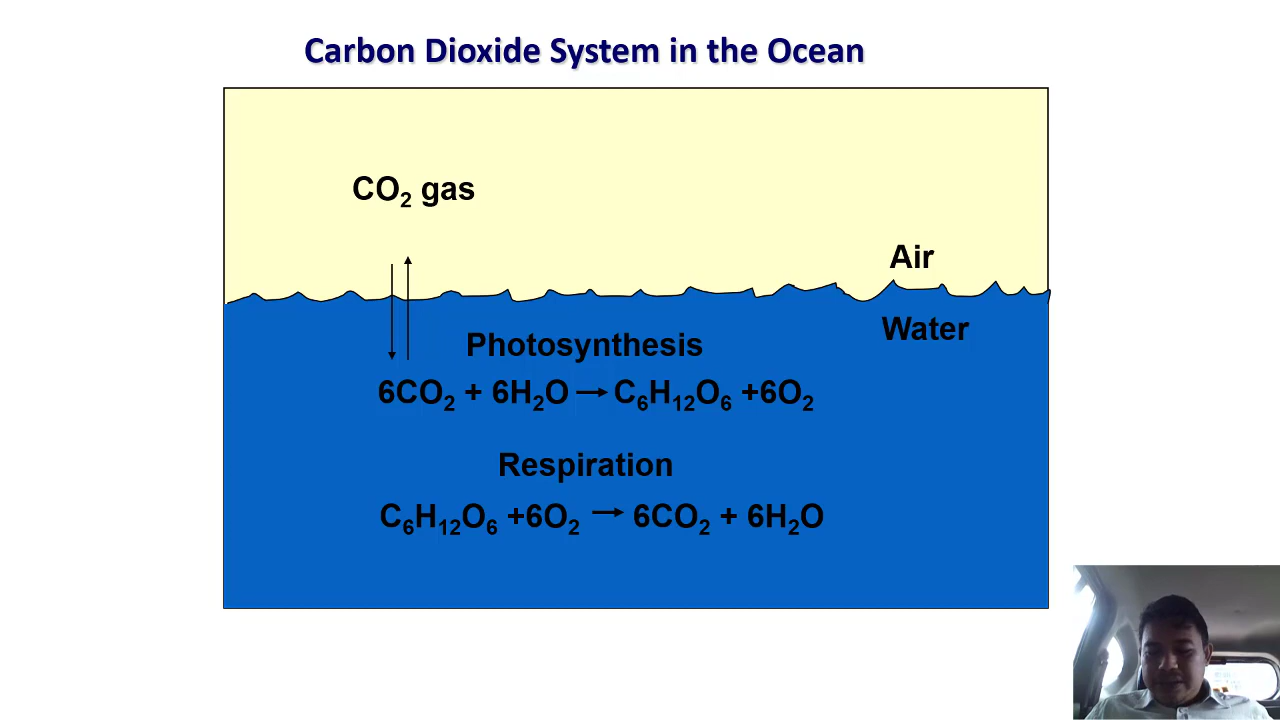 Carbon Dioxide System in the Ocean
CO₂ gas
Air
Water
Photosynthesis
6CO₂ + 6H₂O → C₆H₁₂O₆ +6O₂
Respiration
C₆H₁₂O₆ +6O₂ → 6CO₂ + 6H₂O